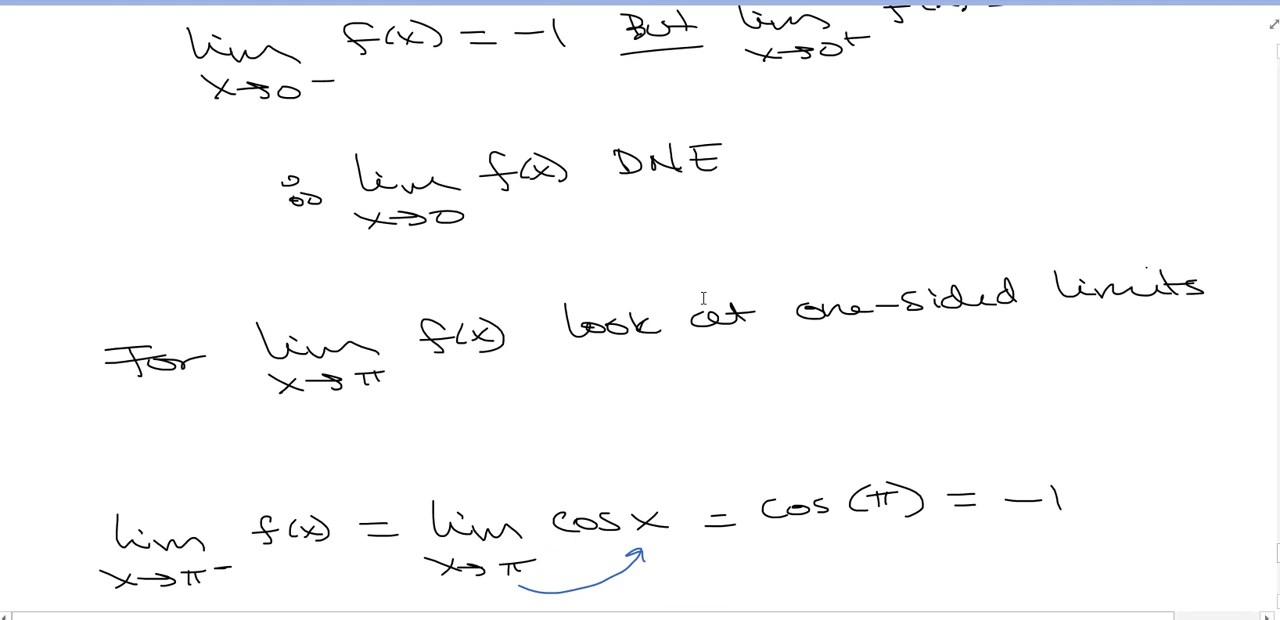 lim f(x) = -1 But lim
x→0⁻ x→0⁺
∴ lim f(x) DNE
x→0
For lim f(x) look at one-sided limits
x→π
lim f(x) = lim cos x = cos(π) = -1
x→π⁻ x→π